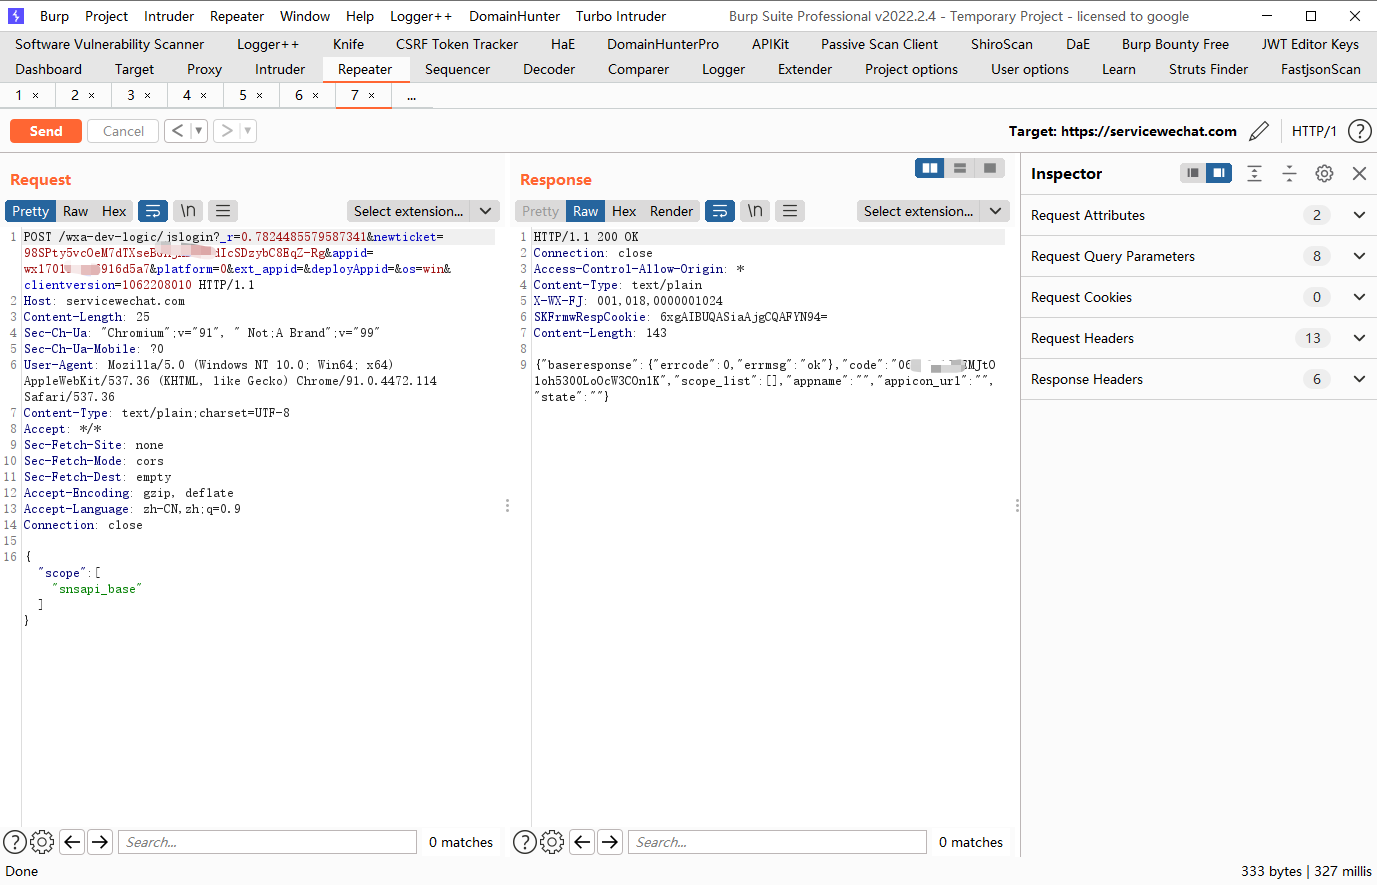 Burp Project Intruder Repeater Window Help Logger++ DomainHunter Turbo Intruder Burp Suite Professional v2022.2.4 - Temporary Project - licensed to google
Software Vulnerability Scanner Logger++ Knife CSRF Token Tracker HaE DomainHunterPro APIKit Passive Scan Client ShiroScan DaE Burp Bounty Free JWT Editor Keys
Dashboard Target Proxy Intruder Repeater Sequencer Decoder Comparer Logger Extender Project options User options Learn Struts Finder FastjsonScan
1 × 2 × 3 × 4 × 5 × 6 × 7 × ...
Send Cancel < > Target: https://servicewechat.com HTTP/1 ?
Request
Pretty Raw Hex \n Select extension...
1 POST /wxa-dev-logic/jslogin?_r=0.7824485579587341&newticket=
98SPty5vcOeM7dTXseB dIcSDzybC8EqZ-Rg&appid=
wx1701 916d5a7&platform=0&ext_appid=&deployAppid=&os=win&
clientversion=1062208010 HTTP/1.1
2 Host: servicewechat.com
3 Content-Length: 25
4 Sec-Ch-Ua: "Chromium";v="91", " Not;A Brand";v="99"
5 Sec-Ch-Ua-Mobile: ?0
6 User-Agent: Mozilla/5.0 (Windows NT 10.0; Win64; x64)
AppleWebKit/537.36 (KHTML, like Gecko) Chrome/91.0.4472.114
Safari/537.36
7 Content-Type: text/plain;charset=UTF-8
8 Accept: */*
9 Sec-Fetch-Site: none
10 Sec-Fetch-Mode: cors
11 Sec-Fetch-Dest: empty
12 Accept-Encoding: gzip, deflate
13 Accept-Language: zh-CN,zh;q=0.9
14 Connection: close
15
16 {
"scope":[
"snsapi_base"
]
}
? Search... 0 matches
Response
Pretty Raw Hex Render \n Select extension...
1 HTTP/1.1 200 OK
2 Connection: close
3 Access-Control-Allow-Origin: *
4 Content-Type: text/plain
5 X-WX-FJ: 001,018,0000001024
6 SKFrmwRespCookie: 6xgAIBUQASiaAjgCQAFYN94=
7 Content-Length: 143
8
9 {"baseresponse":{"errcode":0,"errmsg":"ok"},"code":"06 EMJt0
loh5300Lo0cW3COn1K","scope_list":[],"appname":"","appicon_url":"",
"state":""}
? Search... 0 matches
Inspector
Request Attributes 2
Request Query Parameters 8
Request Cookies 0
Request Headers 13
Response Headers 6
Done 333 bytes | 327 millis